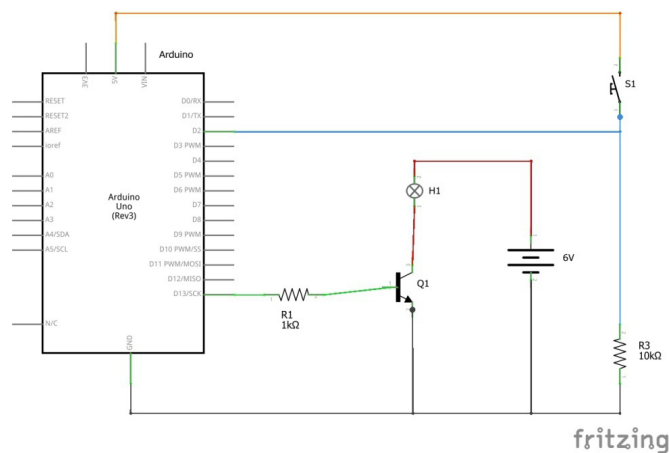 Arduino
3V3
5V
VIN
RESET
RESET2
AREF
ioref
A0
A1
A2
A3
A4/SDA
A5/SCL
N/C
Arduino
Uno
(Rev3)
D0/RX
D1/TX
D2
D3 PWM
D4
D5 PWM
D6 PWM
D7
D8
D9 PWM
D10 PWM/SS
D11 PWM/MOSI
D12/MISO
D13/SCK
GND
S1
H1
6V
Q1
R1
1kΩ
R3
10kΩ
fritzing